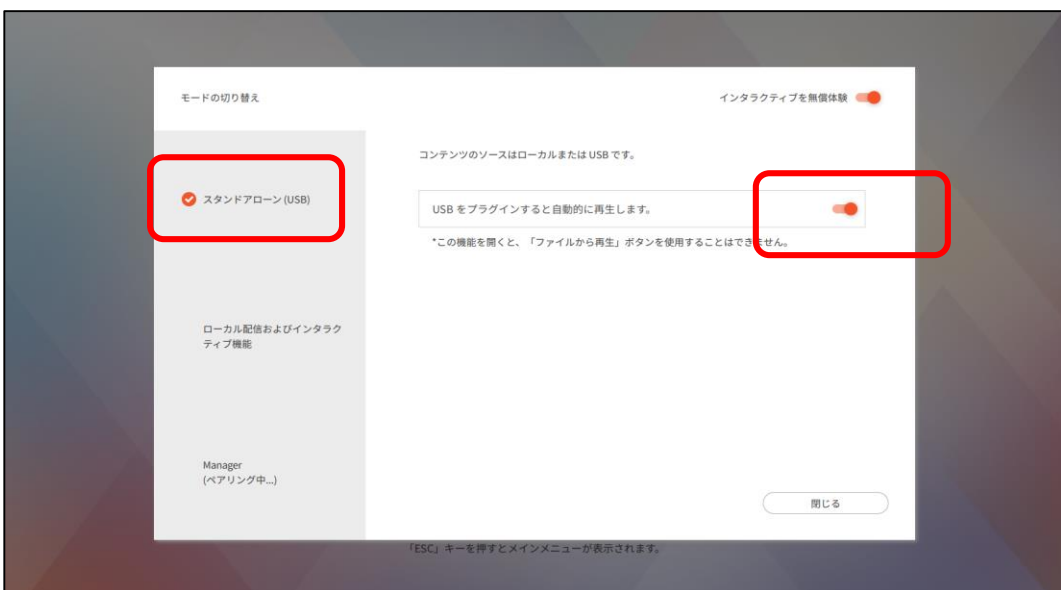 モードの切り替え
インタラクティブを無償体験
コンテンツのソースはローカルまたは USB です。
スタンドアローン (USB)
USB をプラグインすると自動的に再生します。
*この機能を開くと、「ファイルから再生」ボタンを使用することはできません。
ローカル配信およびインタラク
ティブ機能
Manager
(ペアリング中...)
閉じる
「ESC」キーを押すとメインメニューが表示されます。